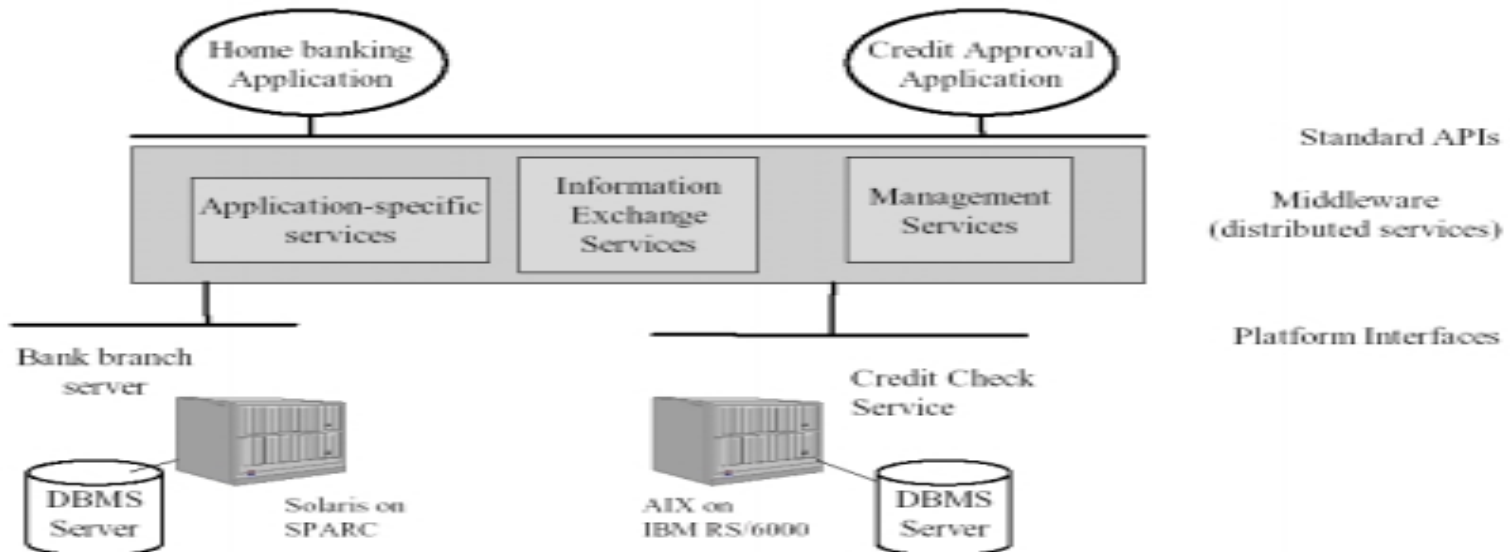 Home banking
Application
Credit Approval
Application
Standard APIs
Application-specific
services
Information
Exchange
Services
Management
Services
Middleware
(distributed services)
Platform Interfaces
Bank branch
server
Credit Check
Service
DBMS
Server
Solaris on
SPARC
AIX on
IBM RS/6000
DBMS
Server